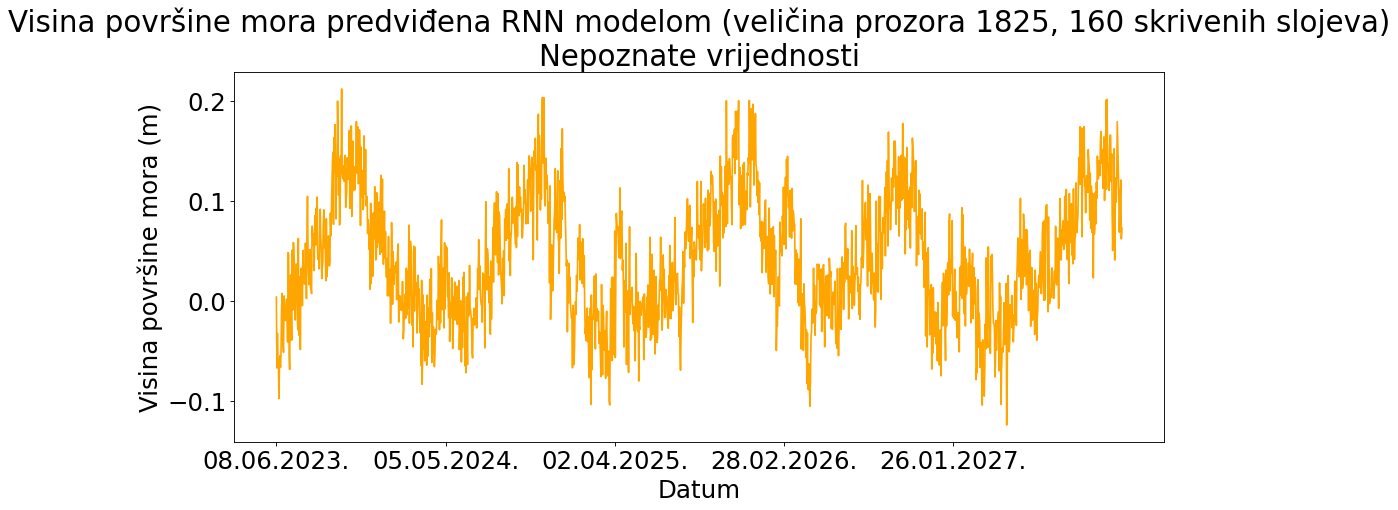 Visina površine mora predviđena RNN modelom (veličina prozora 1825, 160 skrivenih slojeva)
Nepoznate vrijednosti
Visina površine mora (m)
0.2
0.1
0.0
−0.1
08.06.2023. 05.05.2024. 02.04.2025. 28.02.2026. 26.01.2027.
Datum